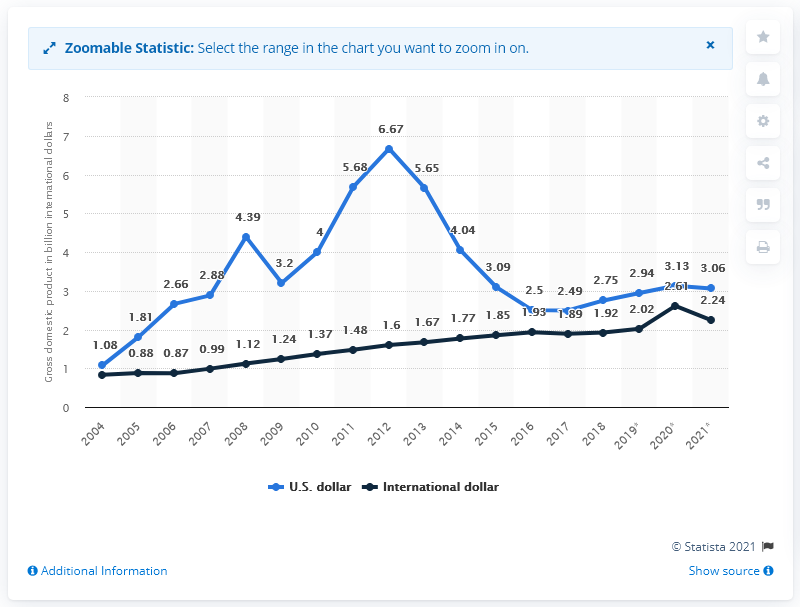 Zoomable Statistic: Select the range in the chart you want to zoom in on.
Gross domestic product in billion international dollars
8
7
6
5
4
3
2
1
0
1.08 1.81 2.66 2.88 4.39 3.2 4 5.68 6.67 5.65 4.04 3.09 2.5 2.49 2.75 2.94 3.13 3.06
0.88 0.87 0.99 1.12 1.24 1.37 1.48 1.6 1.67 1.77 1.85 1.93 1.89 1.92 2.02 2.61 2.24
2004 2005 2006 2007 2008 2009 2010 2011 2012 2013 2014 2015 2016 2017 2018 2019* 2020* 2021*
U.S. dollar International dollar
© Statista 2021
Additional Information Show source